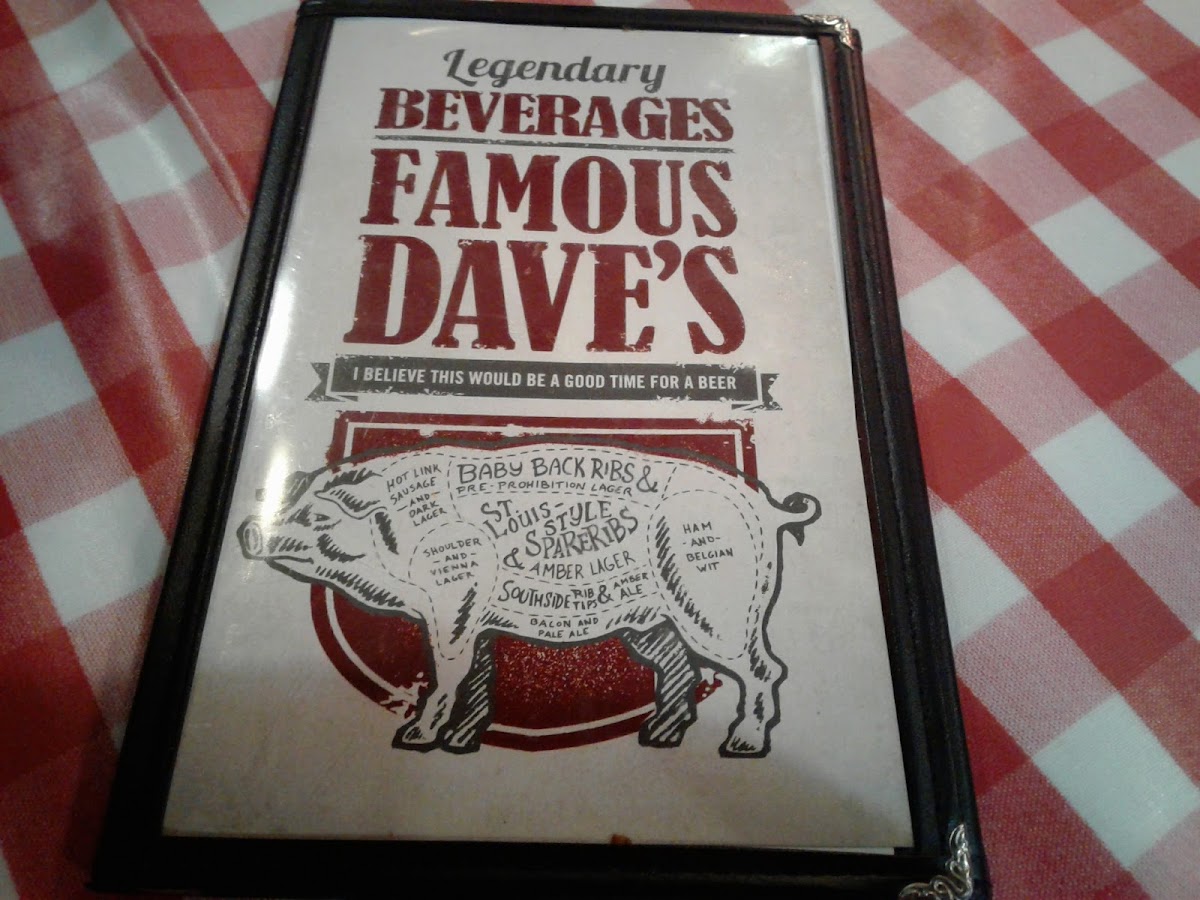 Legendary
BEVERAGES
FAMOUS
DAVE'S
I BELIEVE THIS WOULD BE A GOOD TIME FOR A BEER
HOT LINK
SAUSAGE
-AND-
DARK
LAGER
BABY BACK RIBS &
PRE-PROHIBITION LAGER
SHOULDER
-AND-
VIENNA
LAGER
ST
LOUIS-STYLE
SPARERIBS
& AMBER LAGER
HAM
-AND-
BELGIAN
WIT
SOUTHSIDE RIB TIPS & AMBER ALE
BACON AND
PALE ALE